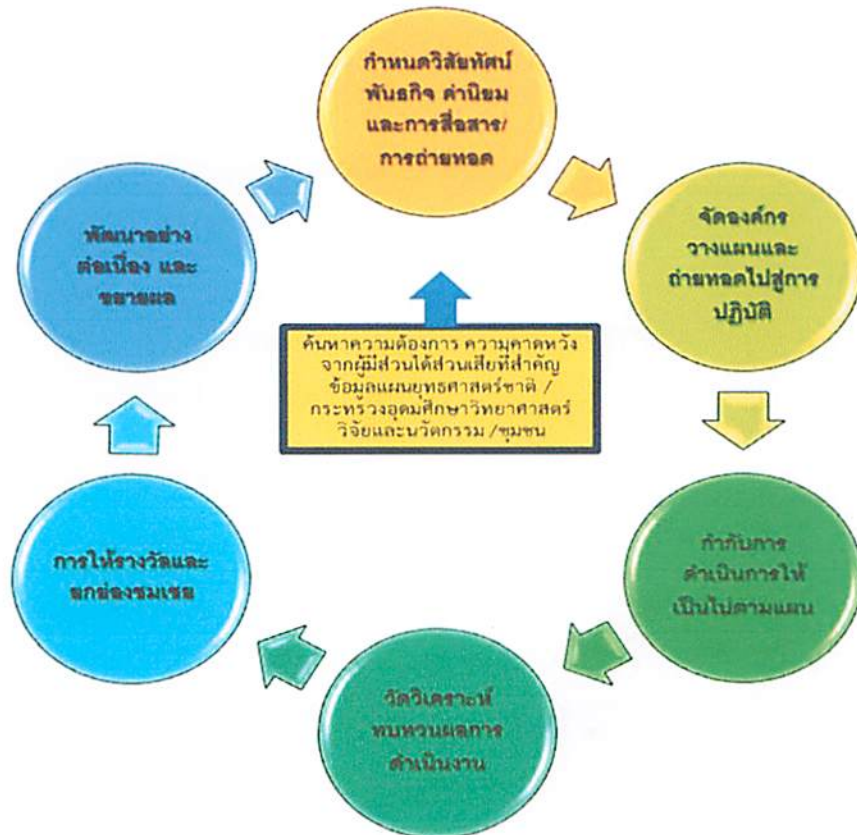 กำหนดวิสัยทัศน์
พันธกิจ ค่านิยม
และการสื่อสาร/
การถ่ายทอด
จัดองค์กร
วางแผนและ
ถ่ายทอดไปสู่การ
ปฏิบัติ
กำกับการ
ดำเนินการให้
เป็นไปตามแผน
วัดวิเคราะห์
ทบทวนผลการ
ดำเนินงาน
การให้รางวัลและ
ยกย่องชมเชย
พัฒนาอย่าง
ต่อเนื่อง และ
ขยายผล
ค้นหาความต้องการ ความคาดหวัง
จากผู้มีส่วนได้ส่วนเสียที่สำคัญ
ข้อมูลแผนยุทธศาสตร์ชาติ /
กระทรวงอุดมศึกษาวิทยาศาสตร์
วิจัยและนวัตกรรม /ชุมชน